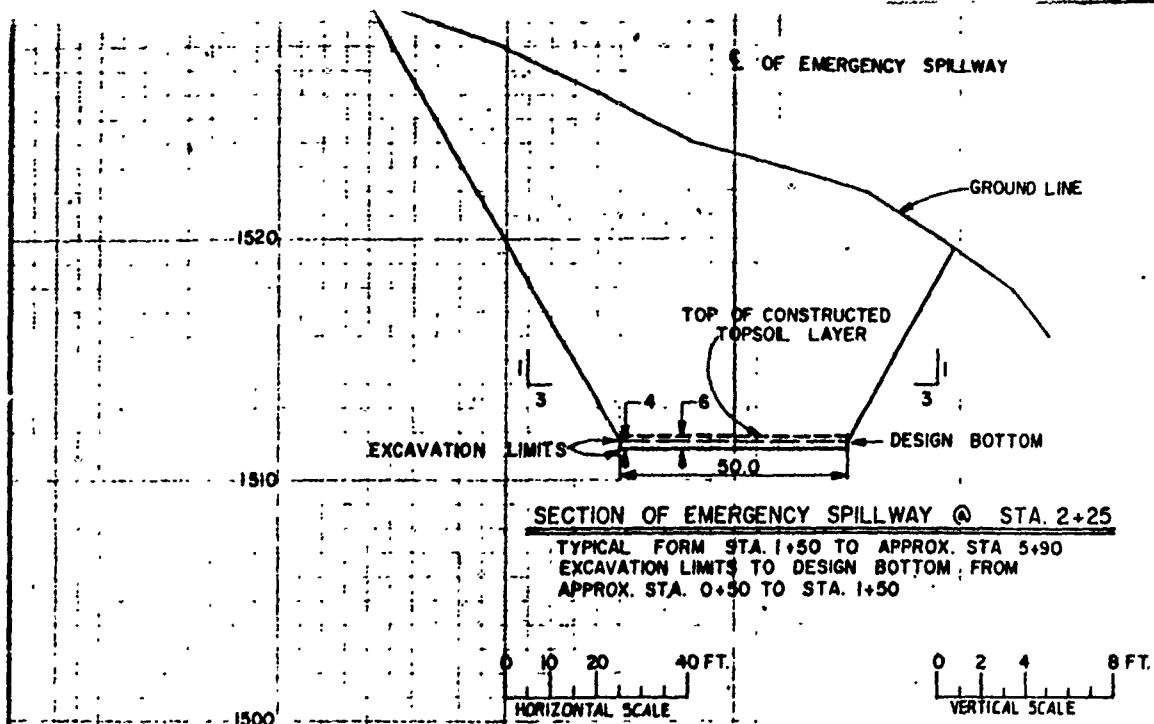 ℄ OF EMERGENCY SPILLWAY
GROUND LINE
1520
TOP OF CONSTRUCTED
TOPSOIL LAYER
1
3
1
3
4
6
EXCAVATION LIMITS
DESIGN BOTTOM
50.0
1510
SECTION OF EMERGENCY SPILLWAY @ STA. 2+25
TYPICAL FORM STA. 1+50 TO APPROX. STA 5+90
EXCAVATION LIMITS TO DESIGN BOTTOM FROM
APPROX. STA. 0+50 TO STA. 1+50
0 10 20 40 FT.
HORIZONTAL SCALE
0 2 4 8 FT.
VERTICAL SCALE
1500